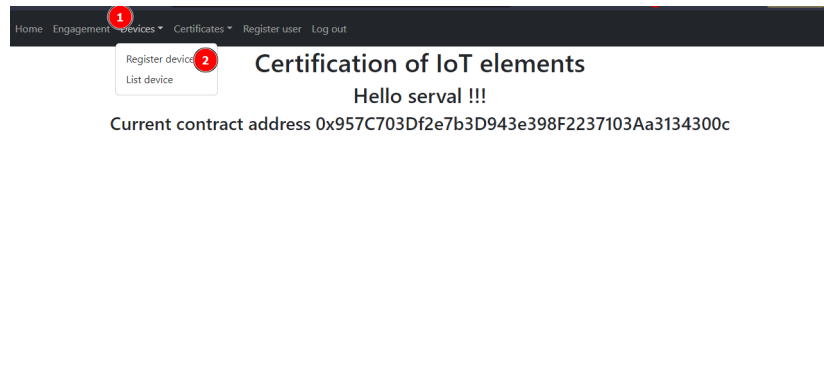 Home Engagement Devices Certificates Register user Log out
1
Register device
2
List device
Certification of IoT elements
Hello serval !!!
Current contract address 0x957C703Df2e7b3D943e398F2237103Aa3134300c